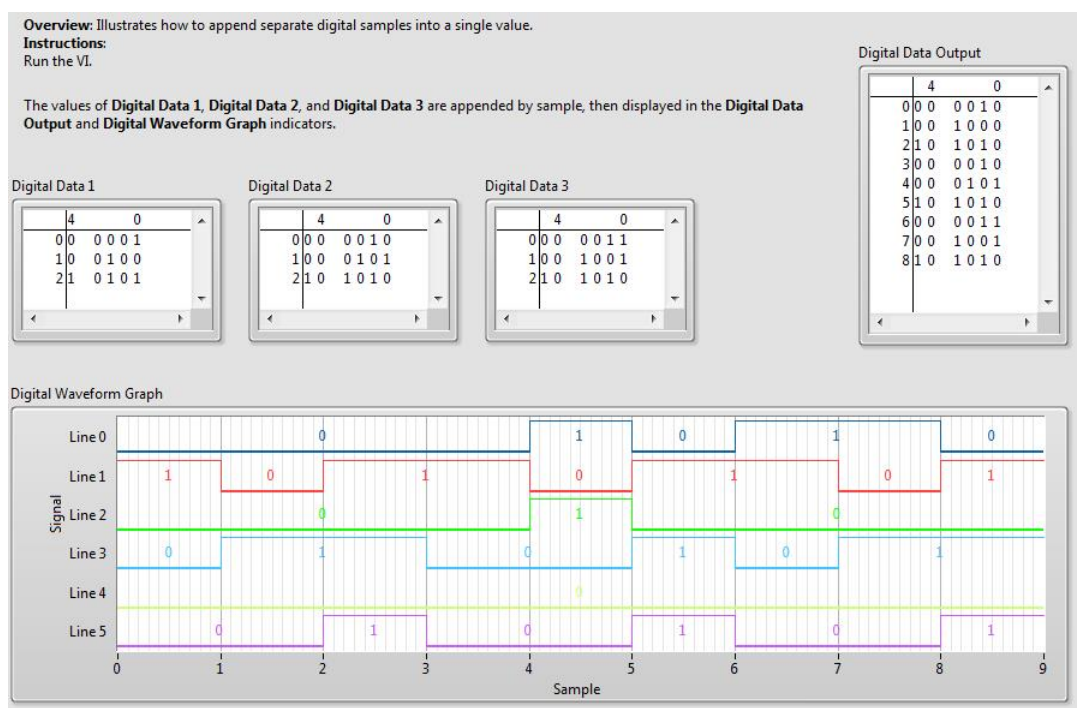 Overview: Illustrates how to append separate digital samples into a single value.
Instructions:
Run the VI.
The values of Digital Data 1, Digital Data 2, and Digital Data 3 are appended by sample, then displayed in the Digital Data
Output and Digital Waveform Graph indicators.
Digital Data Output
4 0
0 0 0 0 0 1 0
1 0 0 1 0 0 0
2 1 0 1 0 1 0
3 0 0 0 0 1 0
4 0 0 0 1 0 1
5 1 0 1 0 1 0
6 0 0 0 0 1 1
7 0 0 1 0 0 1
8 1 0 1 0 1 0
Digital Data 1
4 0
0 0 0 0 0 1
1 0 0 1 0 0
2 1 0 1 0 1
Digital Data 2
4 0
0 0 0 0 0 1 0
1 0 0 0 1 0 1
2 1 0 1 0 1 0
Digital Data 3
4 0
0 0 0 0 0 1 1
1 0 0 1 0 0 1
2 1 0 1 0 1 0
Digital Waveform Graph
Signal
Line 0 0 1 0 1 0
Line 1 1 0 1 0 1 0 1
Line 2 0 1 0
Line 3 0 1 0 1 0 1
Line 4 0
Line 5 0 1 0 1 0 1
0 1 2 3 4 5 6 7 8 9
Sample